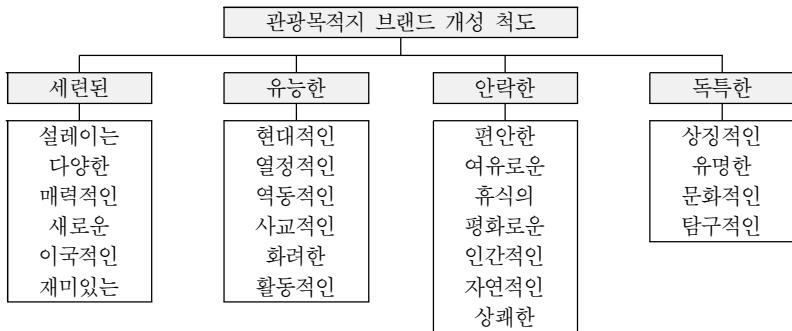 관광목적지 브랜드 개성 척도
세련된
설레이는
다양한
매력적인
새로운
이국적인
재미있는
유능한
현대적인
열정적인
역동적인
사교적인
화려한
활동적인
안락한
편안한
여유로운
휴식의
평화로운
인간적인
자연적인
상쾌한
독특한
상징적인
유명한
문화적인
탐구적인